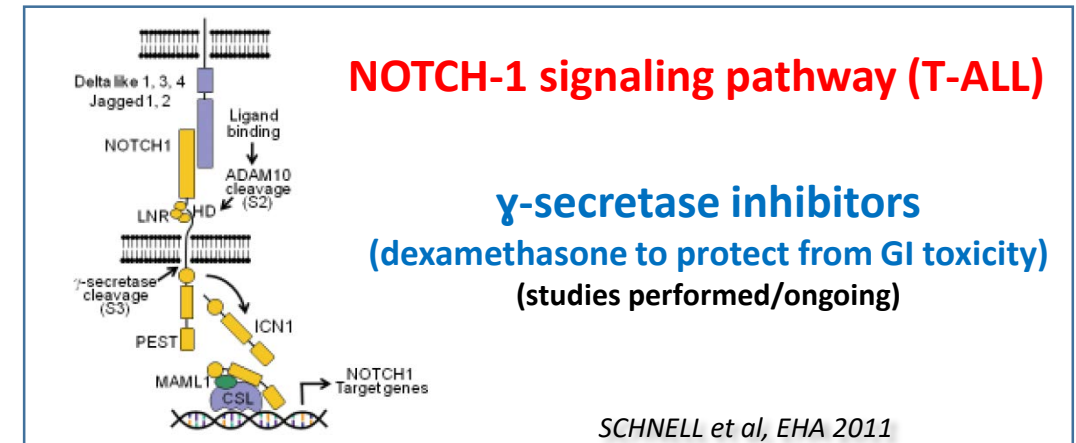 NOTCH-1 signaling pathway (T-ALL)
Delta like 1, 3, 4
Jagged 1, 2
Ligand
binding
NOTCH1
ADAM10
cleavage
(S2)
LNR
HD
ɣ-secretase inhibitors
(dexamethasone to protect from GI toxicity)
(studies performed/ongoing)
γ-secretase
cleavage
(S3)
ICN1
PEST
MAML1
CSL
NOTCH1
Target genes
SCHNELL et al, EHA 2011